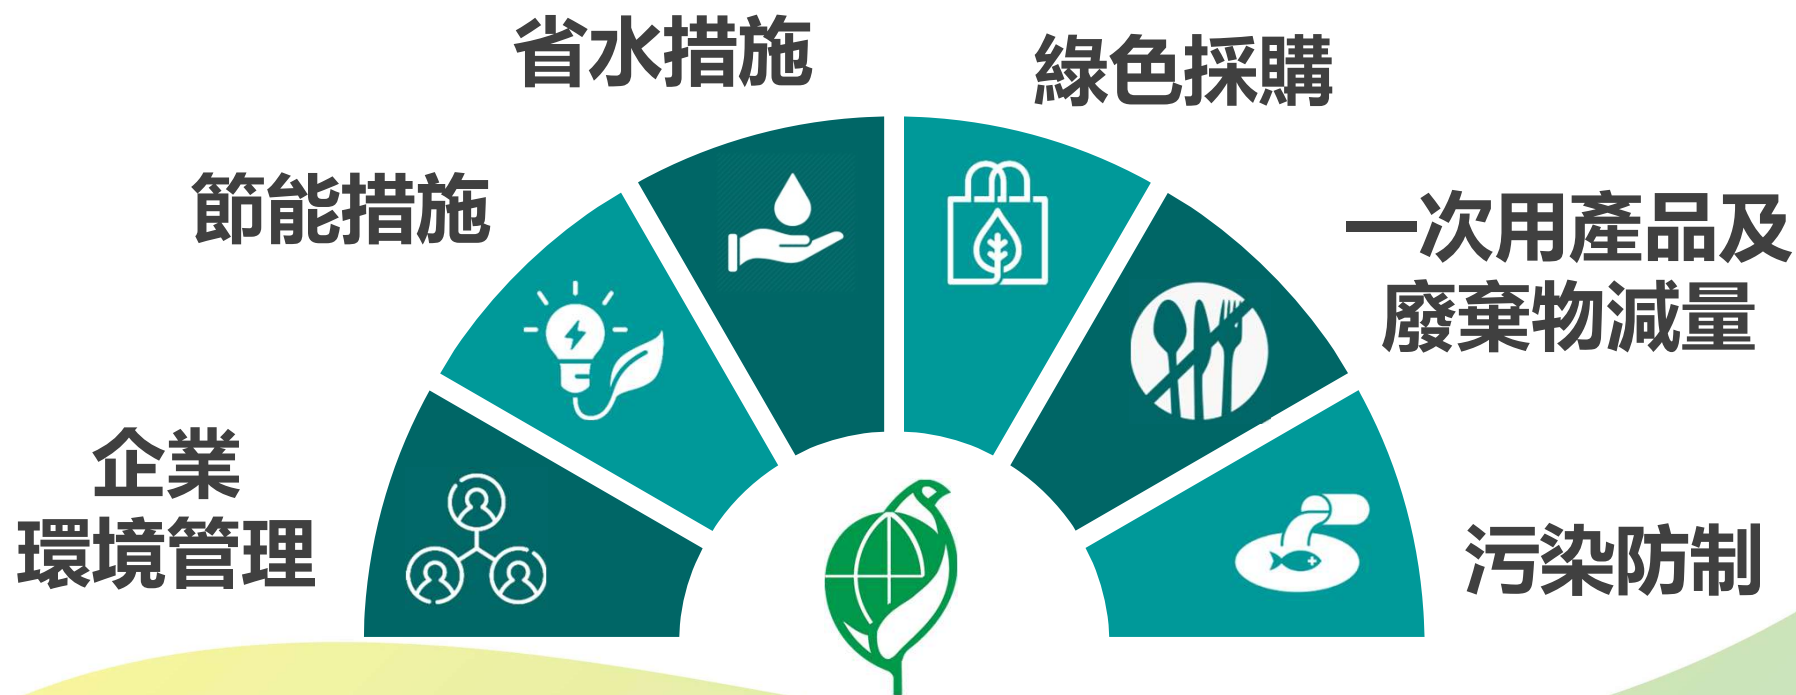 省水措施
綠色採購
節能措施
一次用產品及
廢棄物減量
企業
環境管理
污染防制